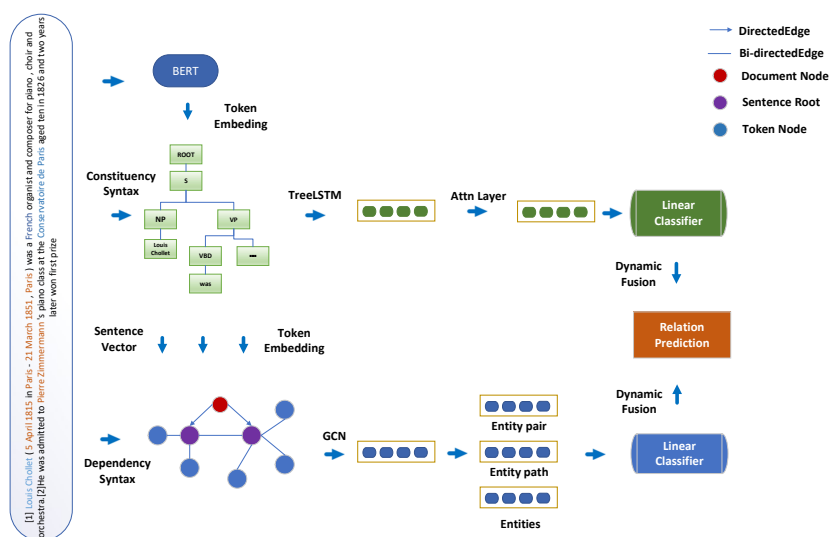 [1] Louis Chollet ( 5 April 1815 in Paris - 21 March 1851 , Paris ) was a French organist and composer for piano , choir and
orchestra.[2]He was admitted to Pierre Zimmermann 's piano class at the Conservatoire de Paris aged ten in 1826 and two years
later won first prize
BERT
Token
Embeding
Constituency
Syntax
ROOT
S
NP
VP
Louis
Chollet
VBD
was
TreeLSTM
Attn Layer
Linear
Classifier
Dynamic
Fusion
Relation
Prediction
Sentence
Vector
Token
Embedding
Dependency
Syntax
GCN
Entity pair
Entity path
Entities
Dynamic
Fusion
Linear
Classifier
DirectedEdge
Bi-directedEdge
Document Node
Sentence Root
Token Node